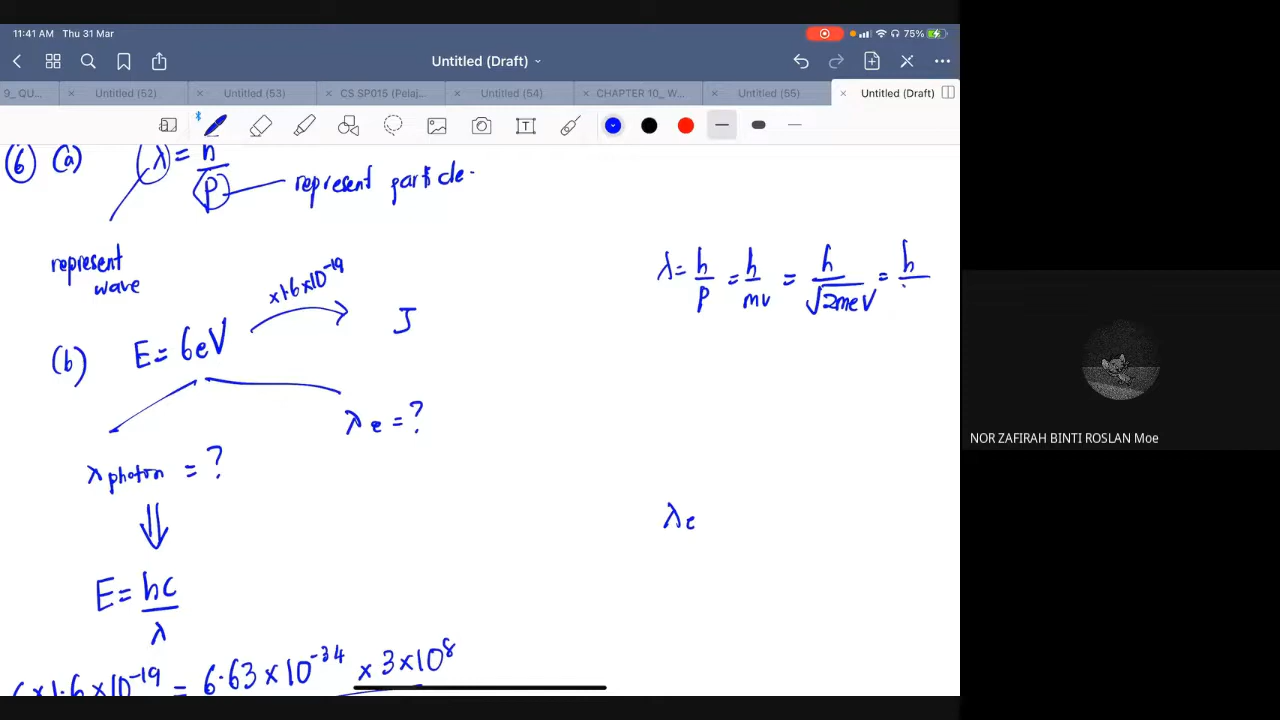 11:41 AM Thu 31 Mar
75%
Untitled (Draft)
9_ QU...
Untitled (52)
Untitled (53)
CS SP015 (Pelaj...
Untitled (54)
CHAPTER 10_ W...
Untitled (55)
Untitled (Draft)
(6) (a) λ = h/p
represent particle.
represent
wave
×1.6×10⁻¹⁹
λ = h/p = h/mv = h/√2meV = h/
(b) E = 6eV
J
λe = ?
λphoton = ?
λe
E = hc/λ
6×1.6×10⁻¹⁹ = 6.63×10⁻³⁴ × 3×10⁸
NOR ZAFIRAH BINTI ROSLAN Moe